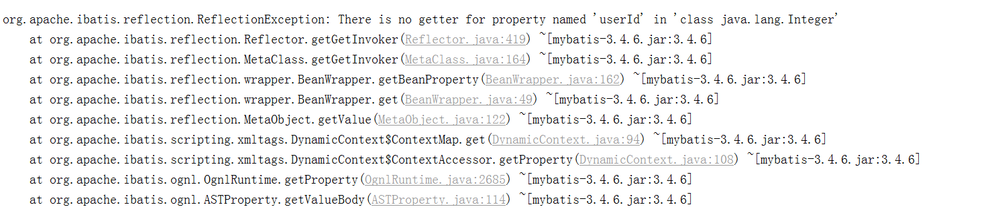 org.apache.ibatis.reflection.ReflectionException: There is no getter for property named 'userId' in 'class java.lang.Integer'
at org.apache.ibatis.reflection.Reflector.getGetInvoker(Reflector.java:419) ~[mybatis-3.4.6.jar:3.4.6]
at org.apache.ibatis.reflection.MetaClass.getGetInvoker(MetaClass.java:164) ~[mybatis-3.4.6.jar:3.4.6]
at org.apache.ibatis.reflection.wrapper.BeanWrapper.getBeanProperty(BeanWrapper.java:162) ~[mybatis-3.4.6.jar:3.4.6]
at org.apache.ibatis.reflection.wrapper.BeanWrapper.get(BeanWrapper.java:49) ~[mybatis-3.4.6.jar:3.4.6]
at org.apache.ibatis.reflection.MetaObject.getValue(MetaObject.java:122) ~[mybatis-3.4.6.jar:3.4.6]
at org.apache.ibatis.scripting.xmltags.DynamicContext$ContextMap.get(DynamicContext.java:94) ~[mybatis-3.4.6.jar:3.4.6]
at org.apache.ibatis.scripting.xmltags.DynamicContext$ContextAccessor.getProperty(DynamicContext.java:108) ~[mybatis-3.4.6.jar:3.4.6]
at org.apache.ibatis.ognl.OgnlRuntime.getProperty(OgnlRuntime.java:2685) ~[mybatis-3.4.6.jar:3.4.6]
at org.apache.ibatis.ognl.ASTProperty.getValueBody(ASTProperty.java:114) ~[mybatis-3.4.6.jar:3.4.6]